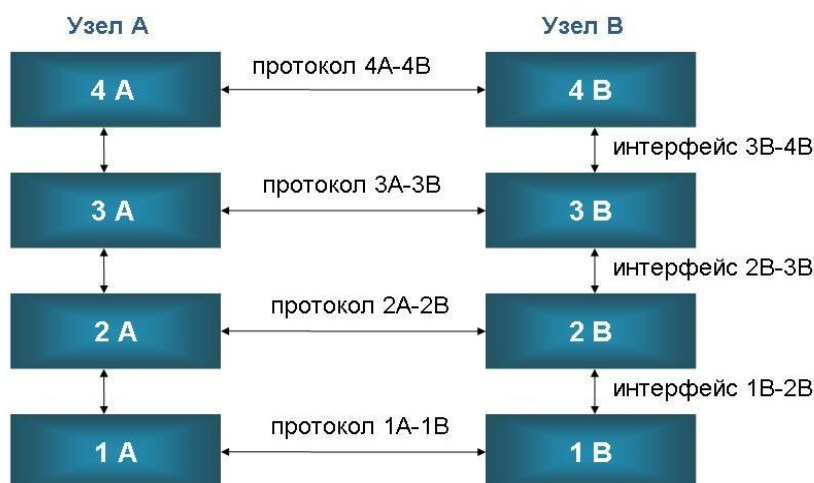 Узел А
Узел В
4 А
протокол 4А-4В
4 В
интерфейс 3В-4В
3 А
протокол 3А-3В
3 В
интерфейс 2В-3В
2 А
протокол 2А-2В
2 В
интерфейс 1В-2В
1 А
протокол 1А-1В
1 В